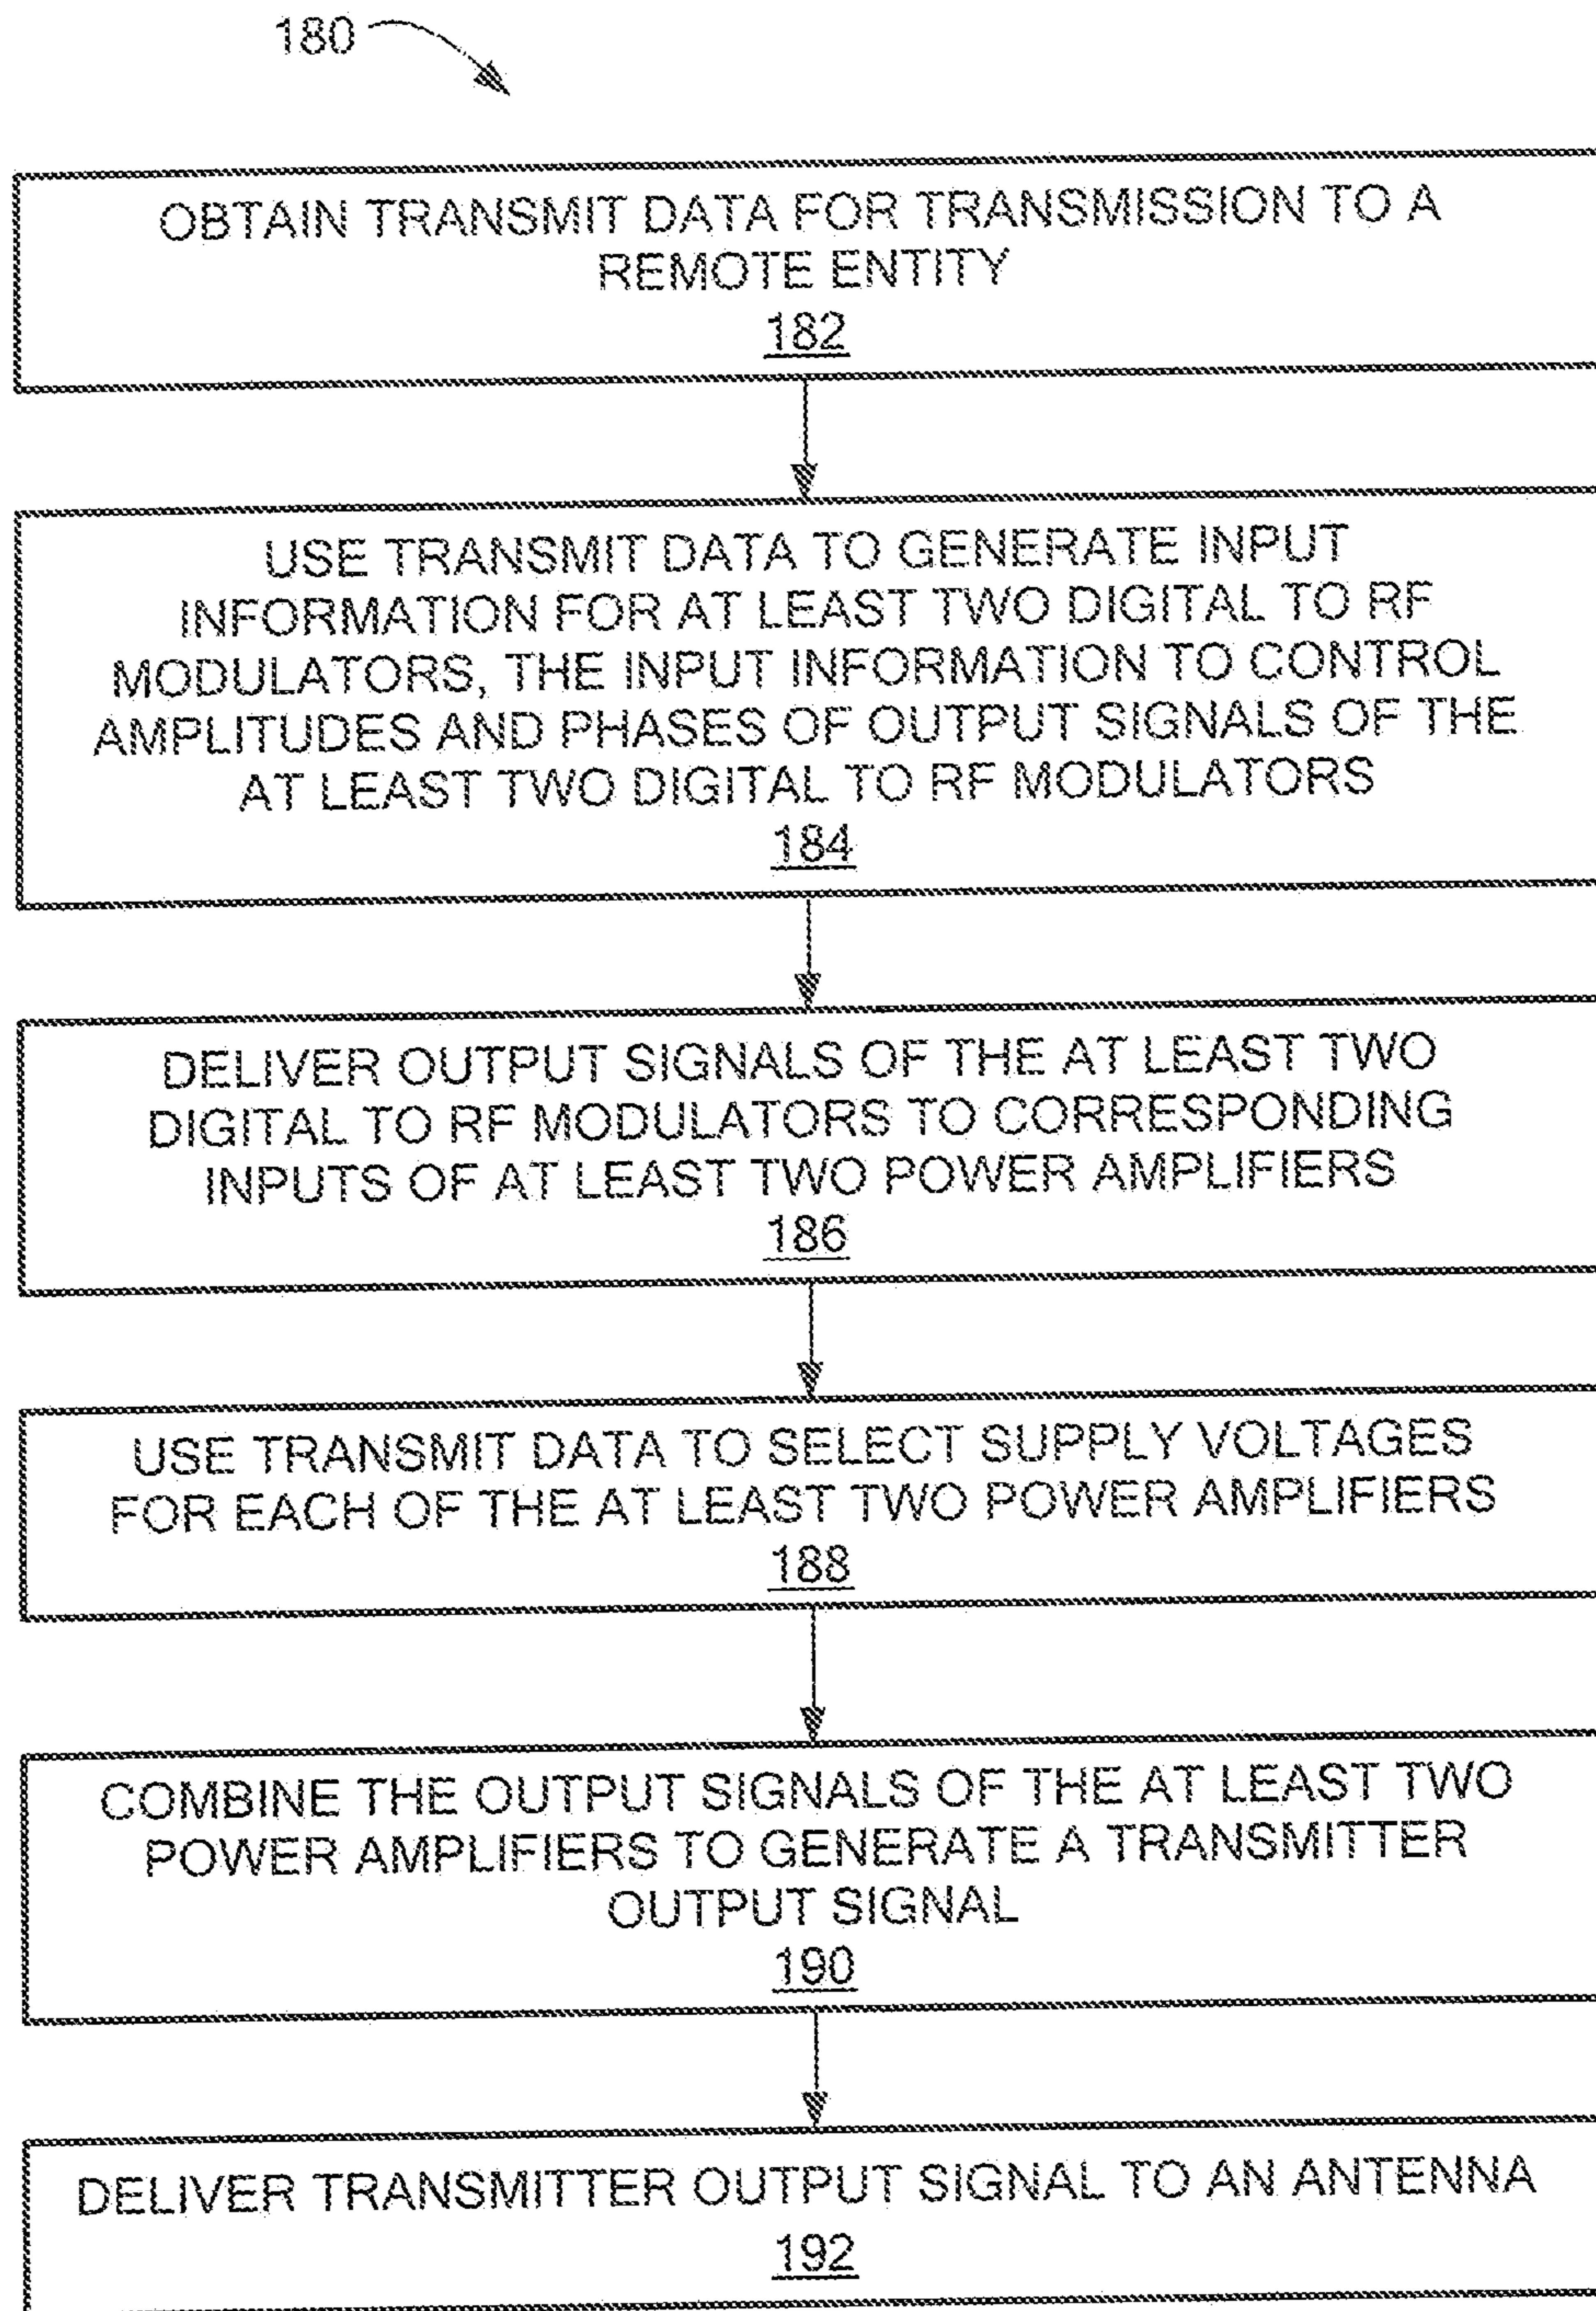 180
OBTAIN TRANSMIT DATA FOR TRANSMISSION TO A
REMOTE ENTITY
182
USE TRANSMIT DATA TO GENERATE INPUT
INFORMATION FOR AT LEAST TWO DIGITAL TO RF
MODULATORS, THE INPUT INFORMATION TO CONTROL
AMPLITUDES AND PHASES OF OUTPUT SIGNALS OF THE
AT LEAST TWO DIGITAL TO RF MODULATORS
184
DELIVER OUTPUT SIGNALS OF THE AT LEAST TWO
DIGITAL TO RF MODULATORS TO CORRESPONDING
INPUTS OF AT LEAST TWO POWER AMPLIFIERS
186
USE TRANSMIT DATA TO SELECT SUPPLY VOLTAGES
FOR EACH OF THE AT LEAST TWO POWER AMPLIFIERS
188
COMBINE THE OUTPUT SIGNALS OF THE AT LEAST TWO
POWER AMPLIFIERS TO GENERATE A TRANSMITTER
OUTPUT SIGNAL
190
DELIVER TRANSMITTER OUTPUT SIGNAL TO AN ANTENNA
192